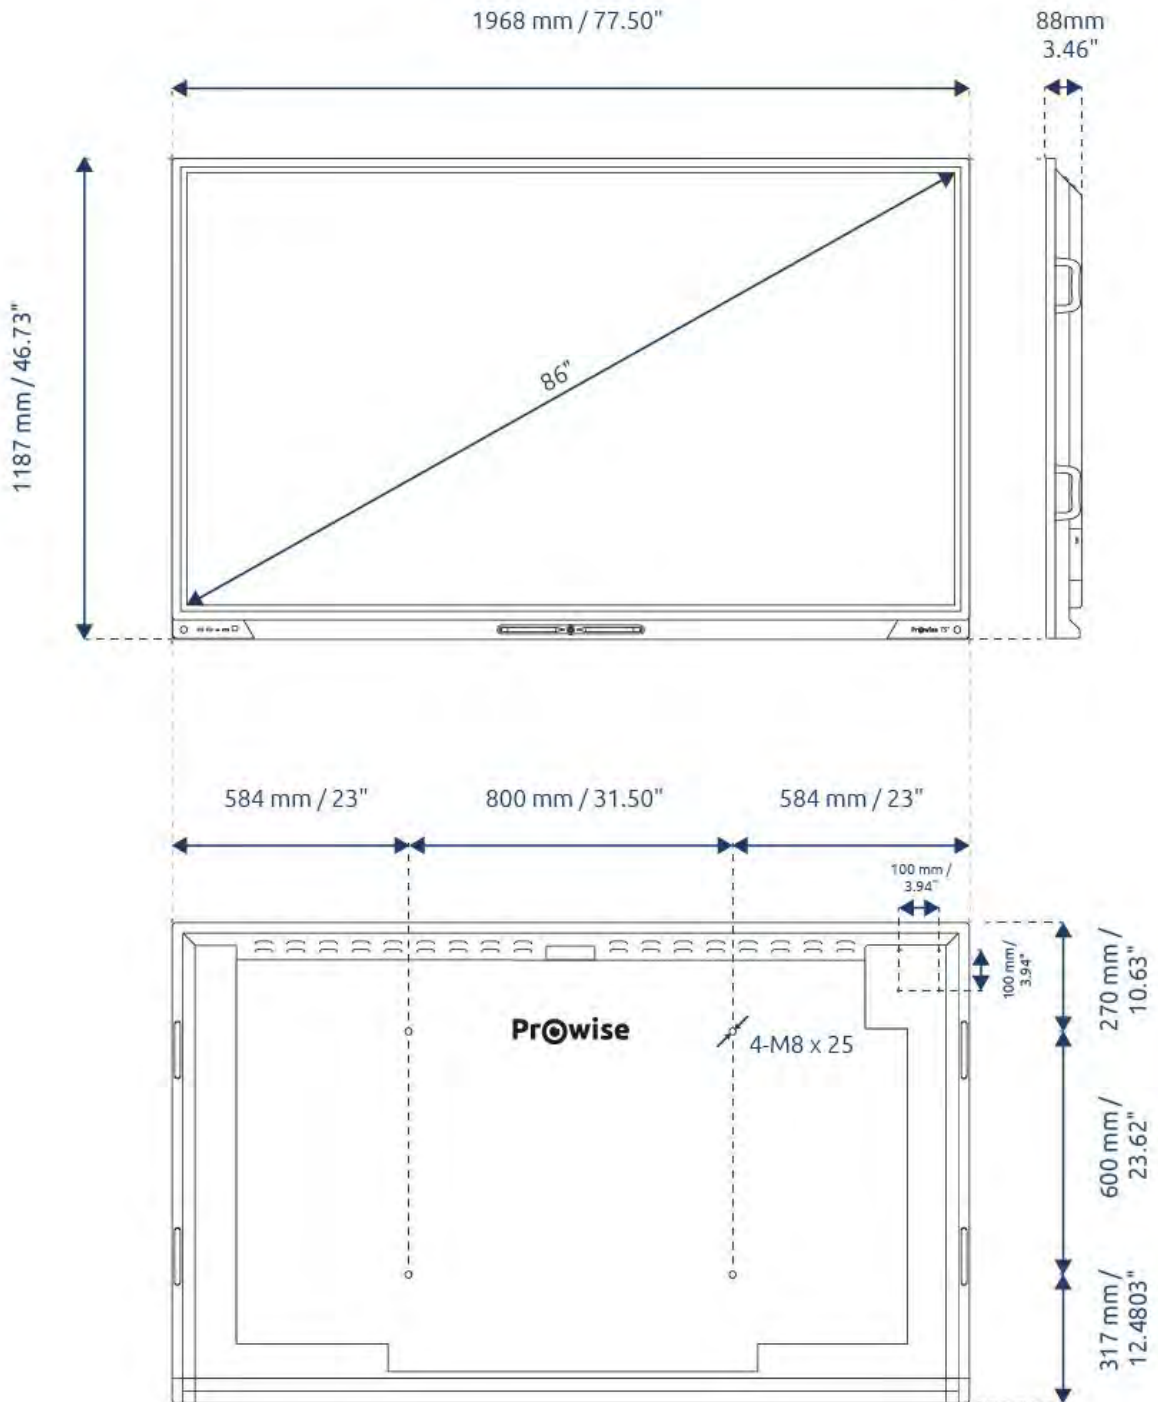 1968 mm / 77.50"
88mm
3.46"
1187 mm / 46.73"
86"
Prowise 75"
584 mm / 23"
800 mm / 31.50"
584 mm / 23"
100 mm /
3.94"
100 mm/
3.94"
270 mm /
10.63"
Prowise
4-M8 x 25
600 mm /
23.62"
317 mm /
12.4803"